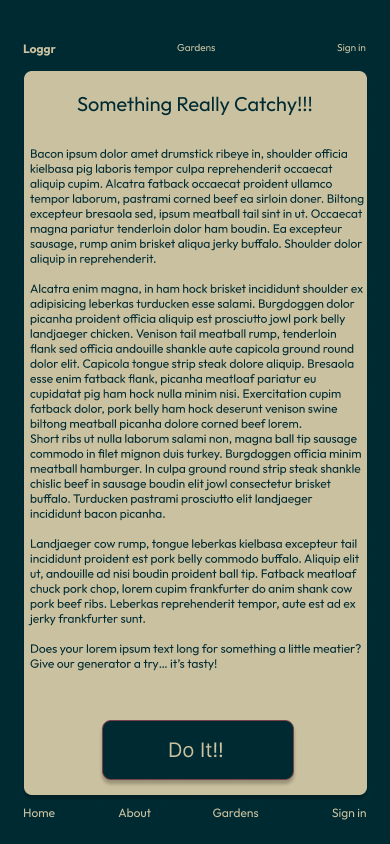 Loggr
Gardens
Sign in
Something Really Catchy!!!
Bacon ipsum dolor amet drumstick ribeye in, shoulder officia
kielbasa pig laboris tempor culpa reprehenderit occaecat
aliquip cupim. Alcatra fatback occaecat proident ullamco
tempor laborum, pastrami corned beef ea sirloin doner. Biltong
excepteur bresaola sed, ipsum meatball tail sint in ut. Occaecat
magna pariatur tenderloin dolor ham boudin. Ea excepteur
sausage, rump anim brisket aliqua jerky buffalo. Shoulder dolor
aliquip in reprehenderit.
Alcatra enim magna, in ham hock brisket incididunt shoulder ex
adipisicing leberkas turducken esse salami. Burgdoggen dolor
picanha proident officia aliquip est prosciutto jowl pork belly
landjaeger chicken. Venison tail meatball rump, tenderloin
flank sed officia andouille shankle aute capicola ground round
dolor elit. Capicola tongue strip steak dolore aliquip. Bresaola
esse enim fatback flank, picanha meatloaf pariatur eu
cupidatat pig ham hock nulla minim nisi. Exercitation cupim
fatback dolor, pork belly ham hock deserunt venison swine
biltong meatball picanha dolore corned beef lorem.
Short ribs ut nulla laborum salami non, magna ball tip sausage
commodo in filet mignon duis turkey. Burgdoggen officia minim
meatball hamburger. In culpa ground round strip steak shankle
chislic beef in sausage boudin elit jowl consectetur brisket
buffalo. Turducken pastrami prosciutto elit landjaeger
incididunt bacon picanha.
Landjaeger cow rump, tongue leberkas kielbasa excepteur tail
incididunt proident est pork belly commodo buffalo. Aliquip elit
ut, andouille ad nisi boudin proident ball tip. Fatback meatloaf
chuck pork chop, lorem cupim frankfurter do anim shank cow
pork beef ribs. Leberkas reprehenderit tempor, aute est ad ex
jerky frankfurter sunt.
Does your lorem ipsum text long for something a little meatier?
Give our generator a try… it’s tasty!
Do It!!
Home
About
Gardens
Sign in